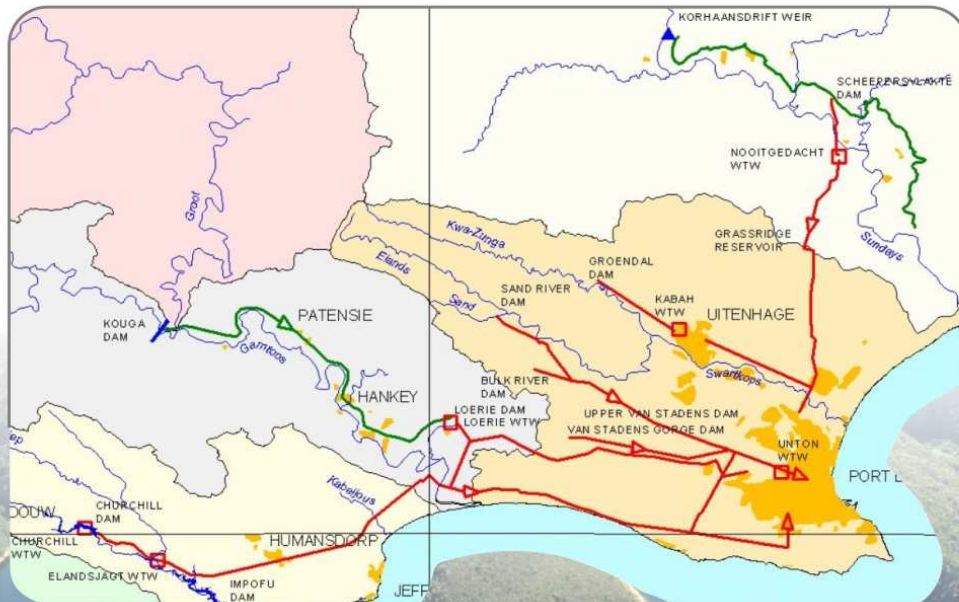 KORHAANSDRIFT WEIR
SCHEEPERSVLAKTE
DAM
NOOITGEDACHT
WTW
Groot
Kwa-Zunga
GRASSRIDGE
RESERVOIR
Sundays
Elands
GROENDAL
DAM
Sand
SAND RIVER
DAM
KABAH
WTW
UITENHAGE
PATENSIE
KOUGA
DAM
Gamtoos
Swartkops
BULK RIVER
DAM
HANKEY
LOERIE DAM
LOERIE WTW
UPPER VAN STADENS DAM
VAN STADENS GORGE DAM
UNTON
WTW
PORT
Kabeljous
CHURCHILL
DAM
DOUW
CHURCHILL
WTW
HUMANSDORP
ELANDSJAGT WTW
IMPOFU
DAM
JEFF